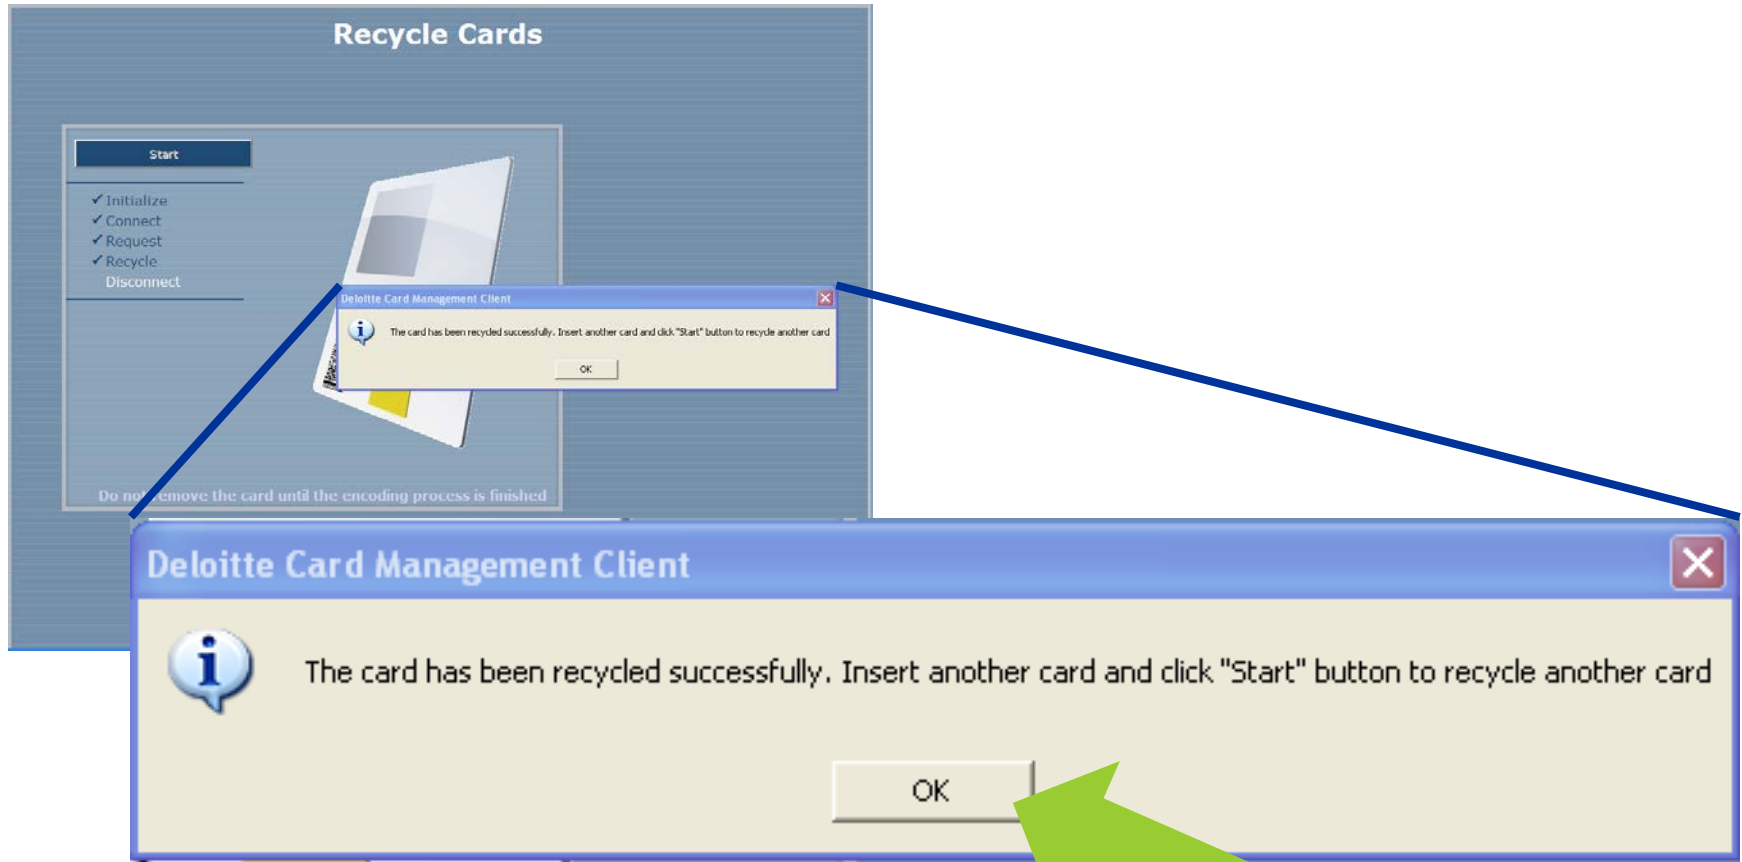 Recycle Cards
Start
✓ Initialize
✓ Connect
✓ Request
✓ Recycle
Disconnect
Deloitte Card Management Client
The card has been recycled successfully. Insert another card and click "Start" button to recycle another card
OK
Do not remove the card until the encoding process is finished
Deloitte Card Management Client
The card has been recycled successfully. Insert another card and click "Start" button to recycle another card
OK